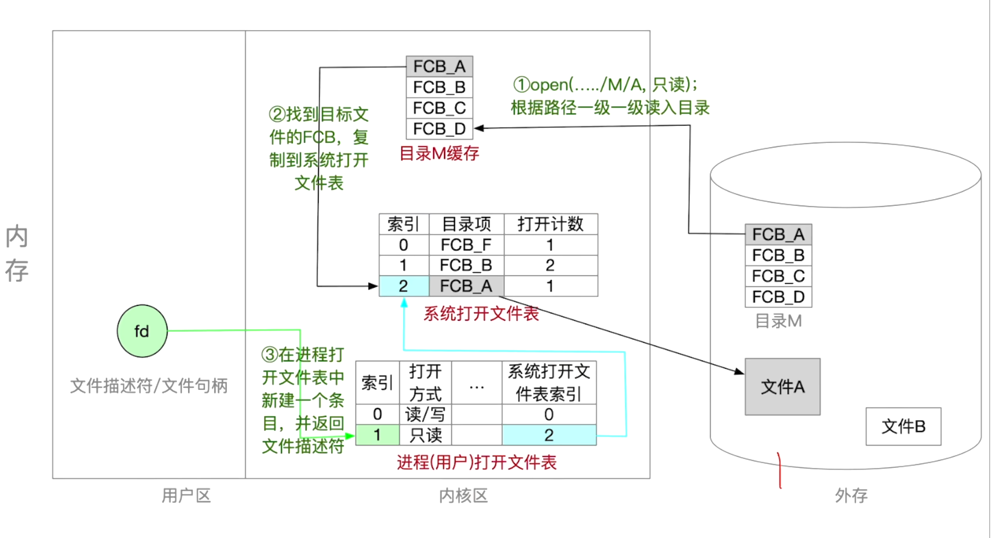 FCB_A
FCB_B
FCB_C
FCB_D
目录M缓存
①open(…../M/A, 只读);
根据路径一级一级读入目录
②找到目标文
件的FCB，复
制到系统打开
文件表
索引 目录项 打开计数
0 FCB_F 1
1 FCB_B 2
2 FCB_A 1
系统打开文件表
内
存
fd
文件描述符/文件句柄
③在进程打
开文件表中
新建一个条
目，并返回
文件描述符
索引 打开方式 … 系统打开文件表索引
0 读/写 0
1 只读 2
进程(用户)打开文件表
FCB_A
FCB_B
FCB_C
FCB_D
目录M
文件A
文件B
用户区
内核区
外存